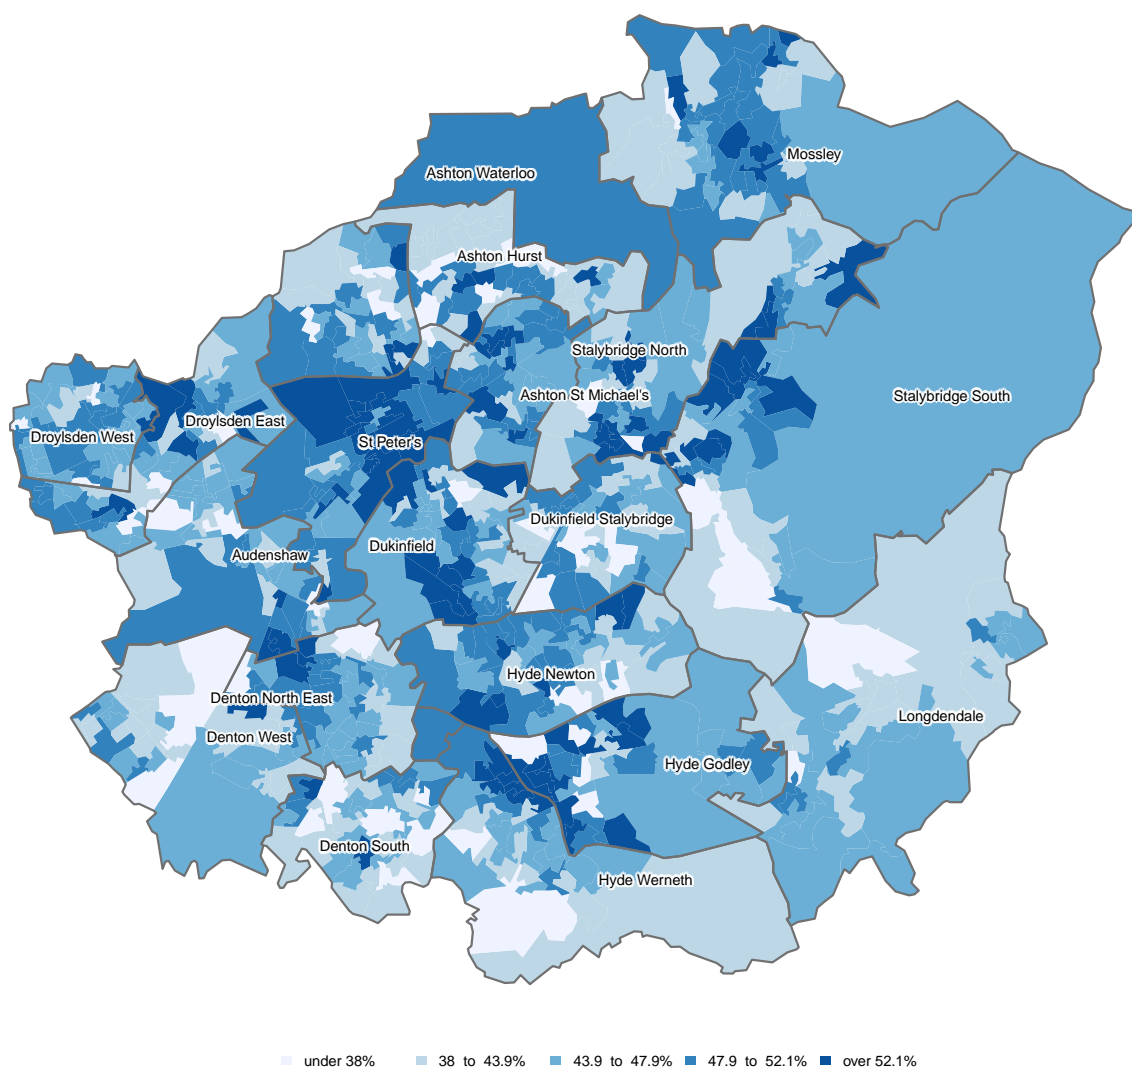 Mossley
Ashton Waterloo
Ashton Hurst
Stalybridge North
Ashton St Michael's
Stalybridge South
Droylsden East
Droylsden West
St Peter's
Dukinfield Stalybridge
Dukinfield
Audenshaw
Hyde Newton
Denton North East
Longdendale
Denton West
Hyde Godley
Denton South
Hyde Werneth
under 38% 38 to 43.9% 43.9 to 47.9% 47.9 to 52.1% over 52.1%